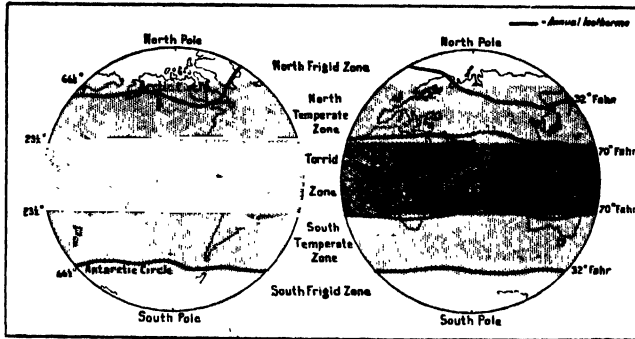 - Annual Isotherms
North Pole
North Pole
66½°
North Frigid Zone
32° Fahr
North
Temperate
Zone
23½°
70° Fahr
Torrid
Zone
23½°
70° Fahr
South
Temperate
Zone
66½°
Antarctic Circle
32° Fahr
South Frigid Zone
South Pole
South Pole